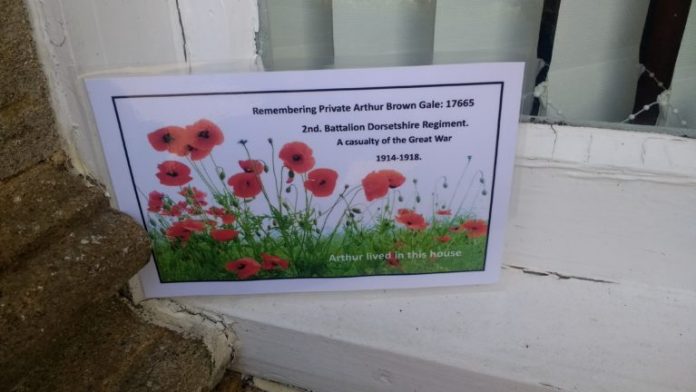 Remembering Private Arthur Brown Gale: 17665
2nd. Battalion Dorsetshire Regiment.
A casualty of the Great War
1914-1918.
Arthur lived in this house